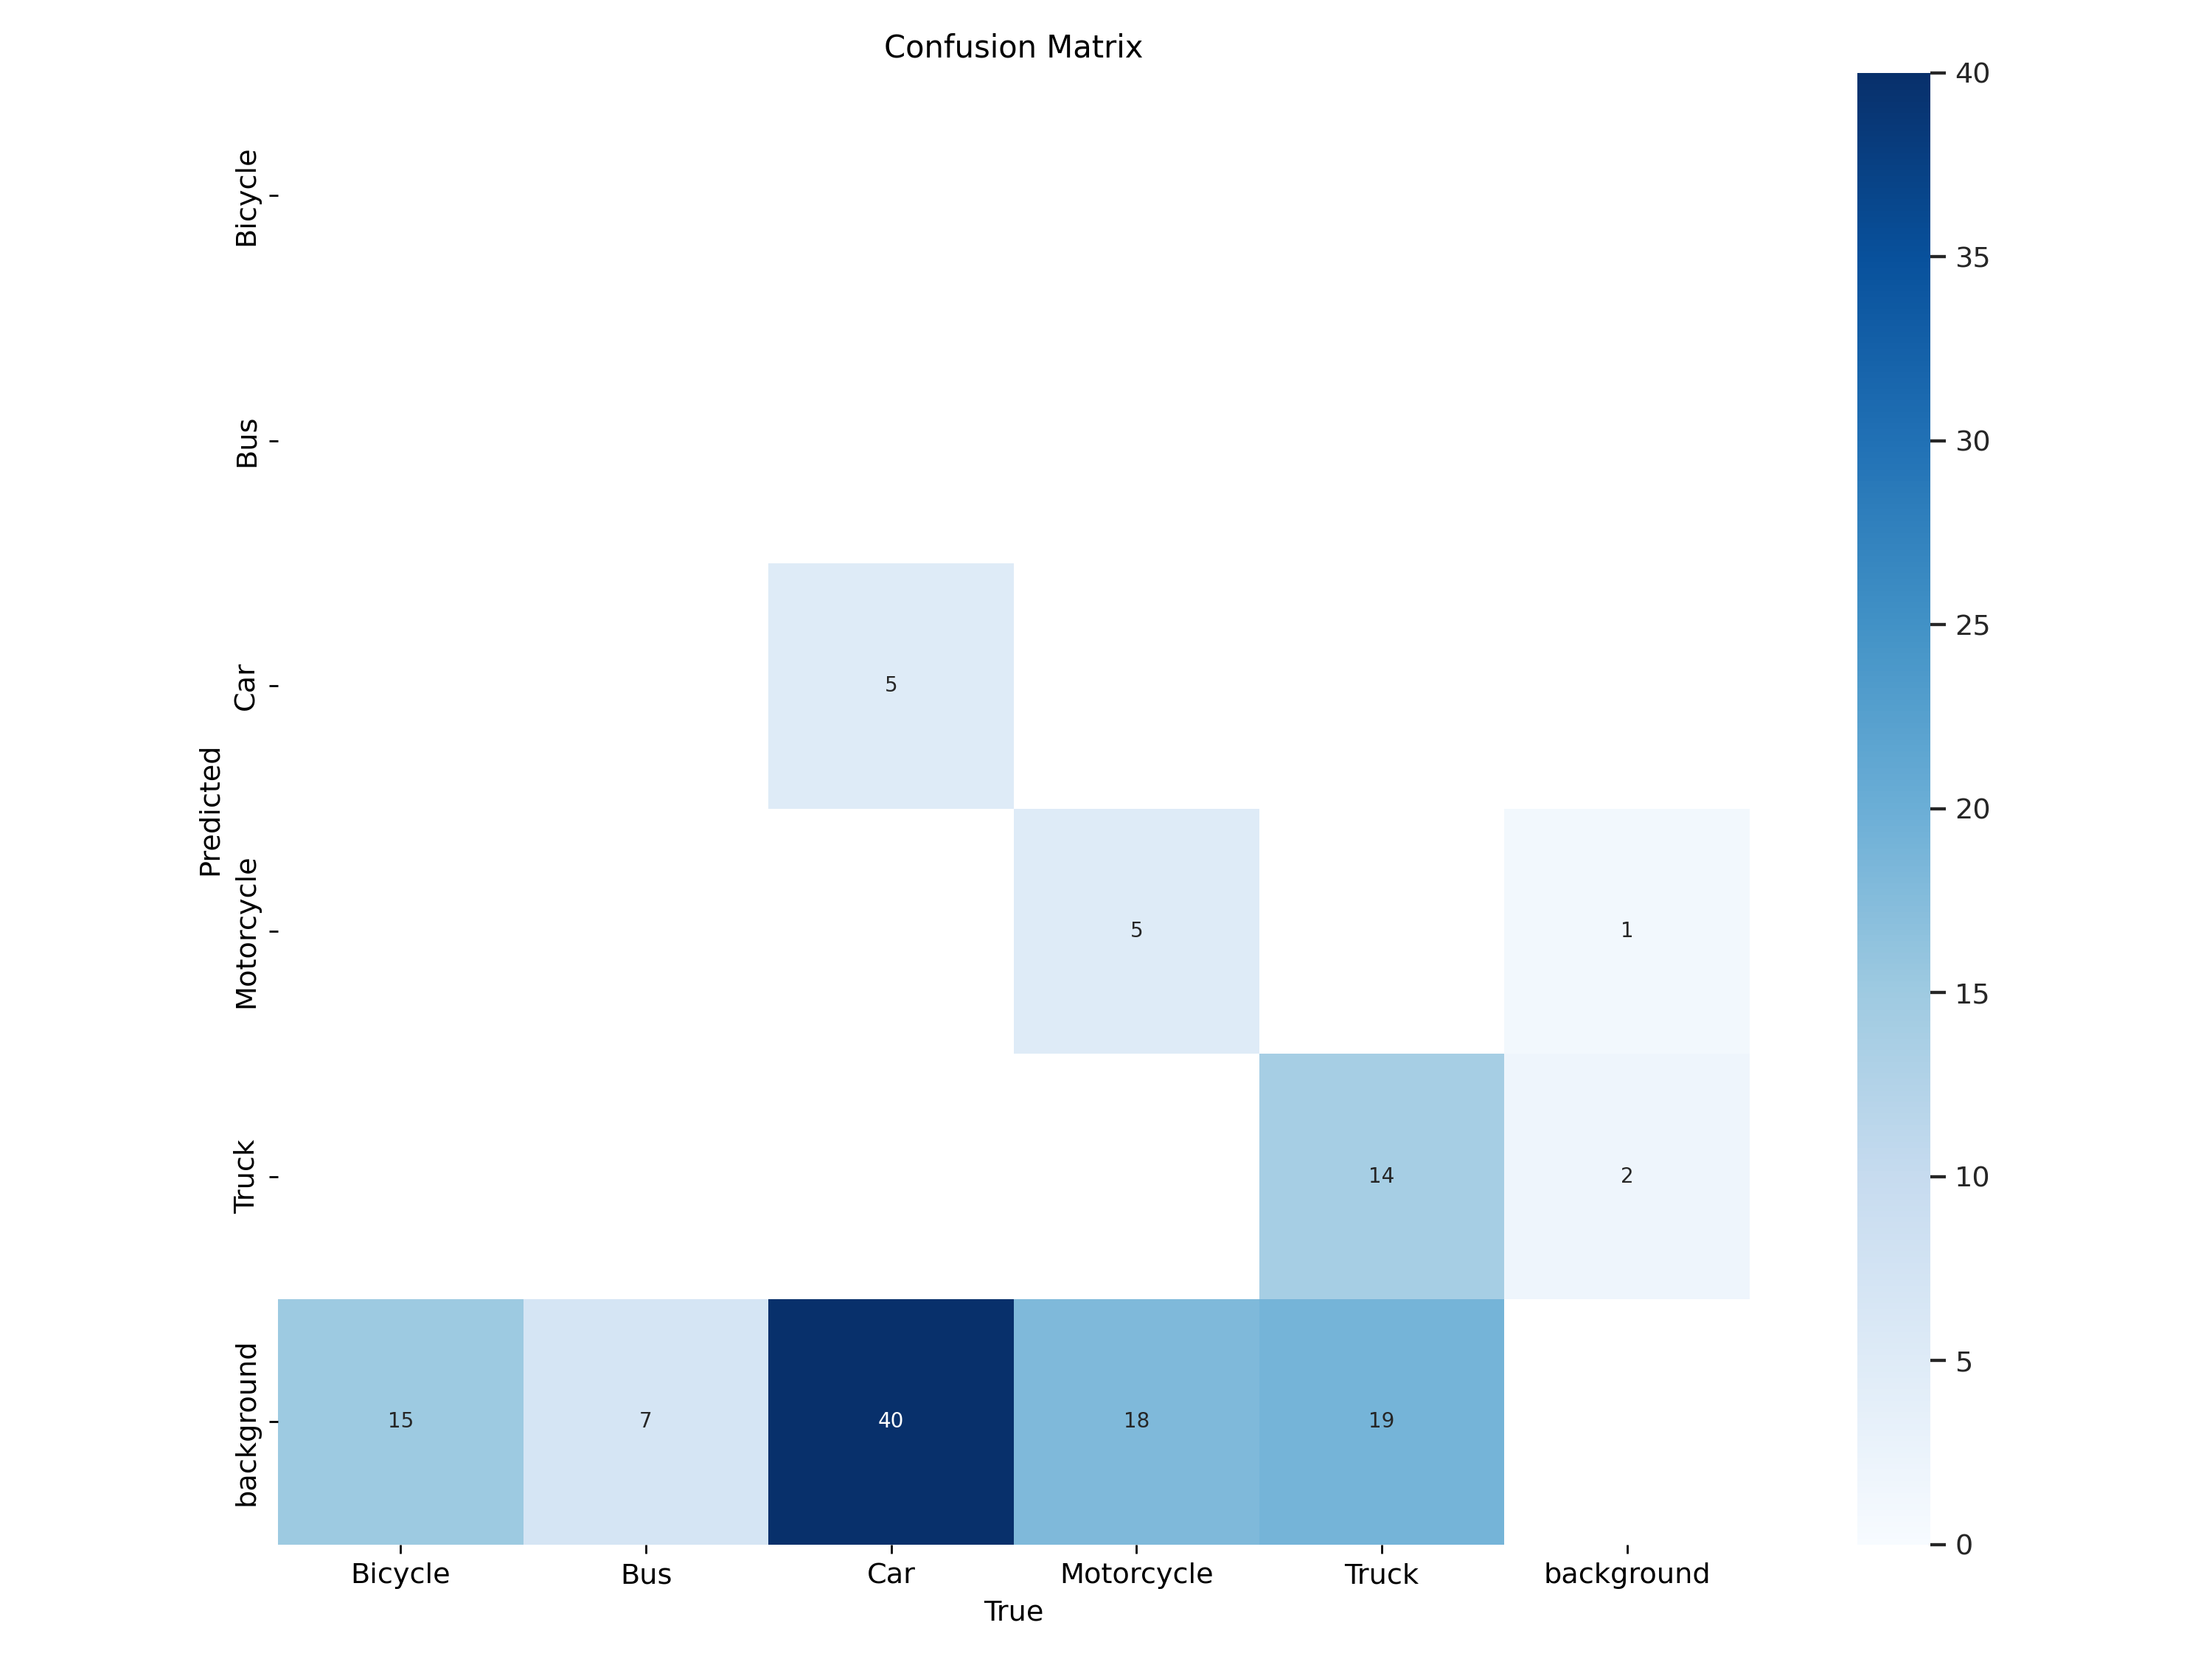 Confusion Matrix
Predicted
Bicycle
Bus
Car
5
Motorcycle
5 1
Truck
14 2
background
15 7 40 18 19
Bicycle Bus Car Motorcycle Truck background
True
40
35
30
25
20
15
10
5
0